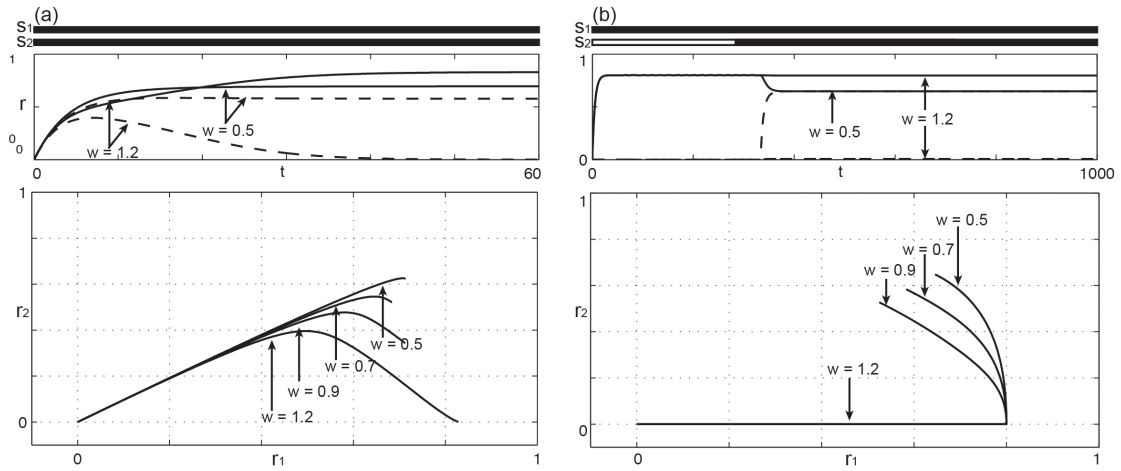 (a)
S1
S2
1
r
0
0
w = 1.2
w = 0.5
0
t
60
1
r2
0
w = 0.5
w = 0.7
w = 0.9
w = 1.2
0
r1
1
(b)
S1
S2
1
0
w = 0.5
w = 1.2
0
t
1000
1
r2
0
w = 0.5
w = 0.7
w = 0.9
w = 1.2
0
r1
1